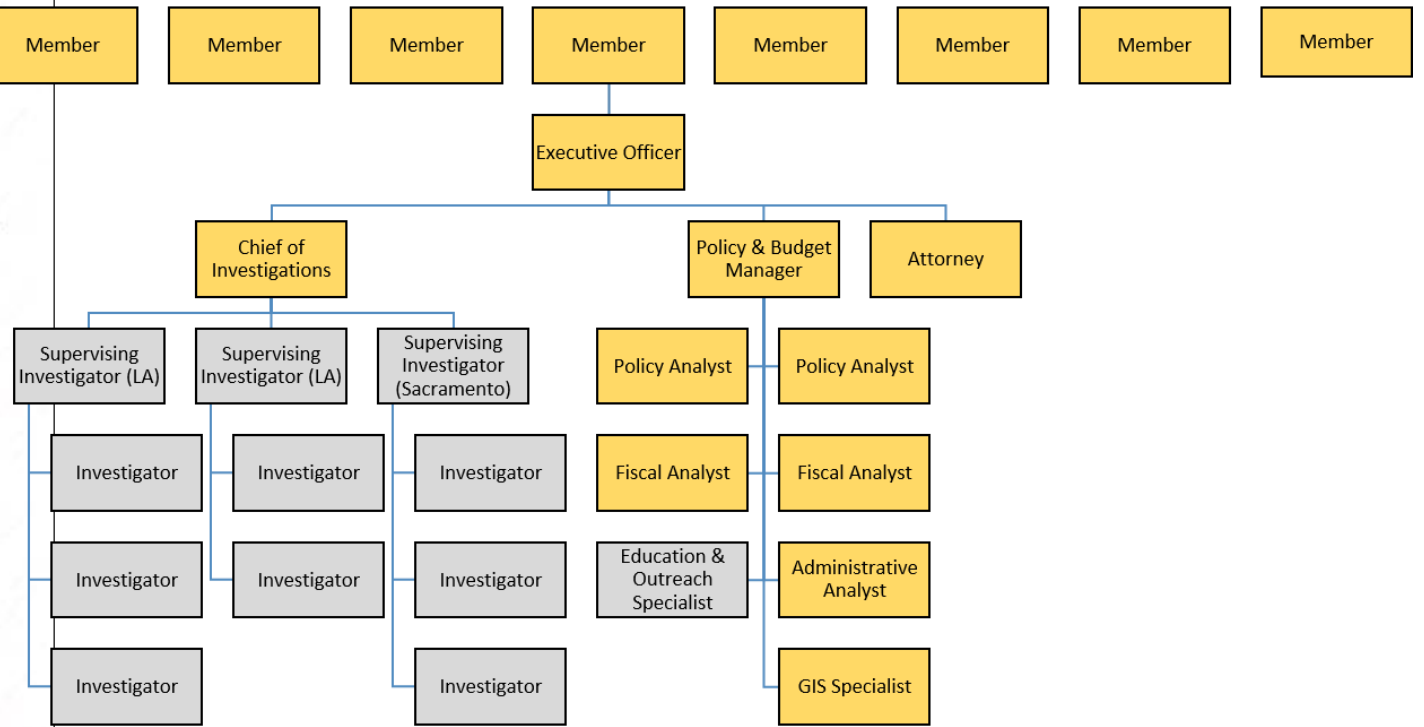 Member
Member
Member
Member
Member
Member
Member
Member
Executive Officer
Chief of
Investigations
Policy & Budget
Manager
Attorney
Supervising
Investigator (LA)
Supervising
Investigator (LA)
Supervising
Investigator
(Sacramento)
Policy Analyst
Policy Analyst
Investigator
Investigator
Investigator
Fiscal Analyst
Fiscal Analyst
Investigator
Investigator
Investigator
Education &
Outreach
Specialist
Administrative
Analyst
Investigator
Investigator
GIS Specialist